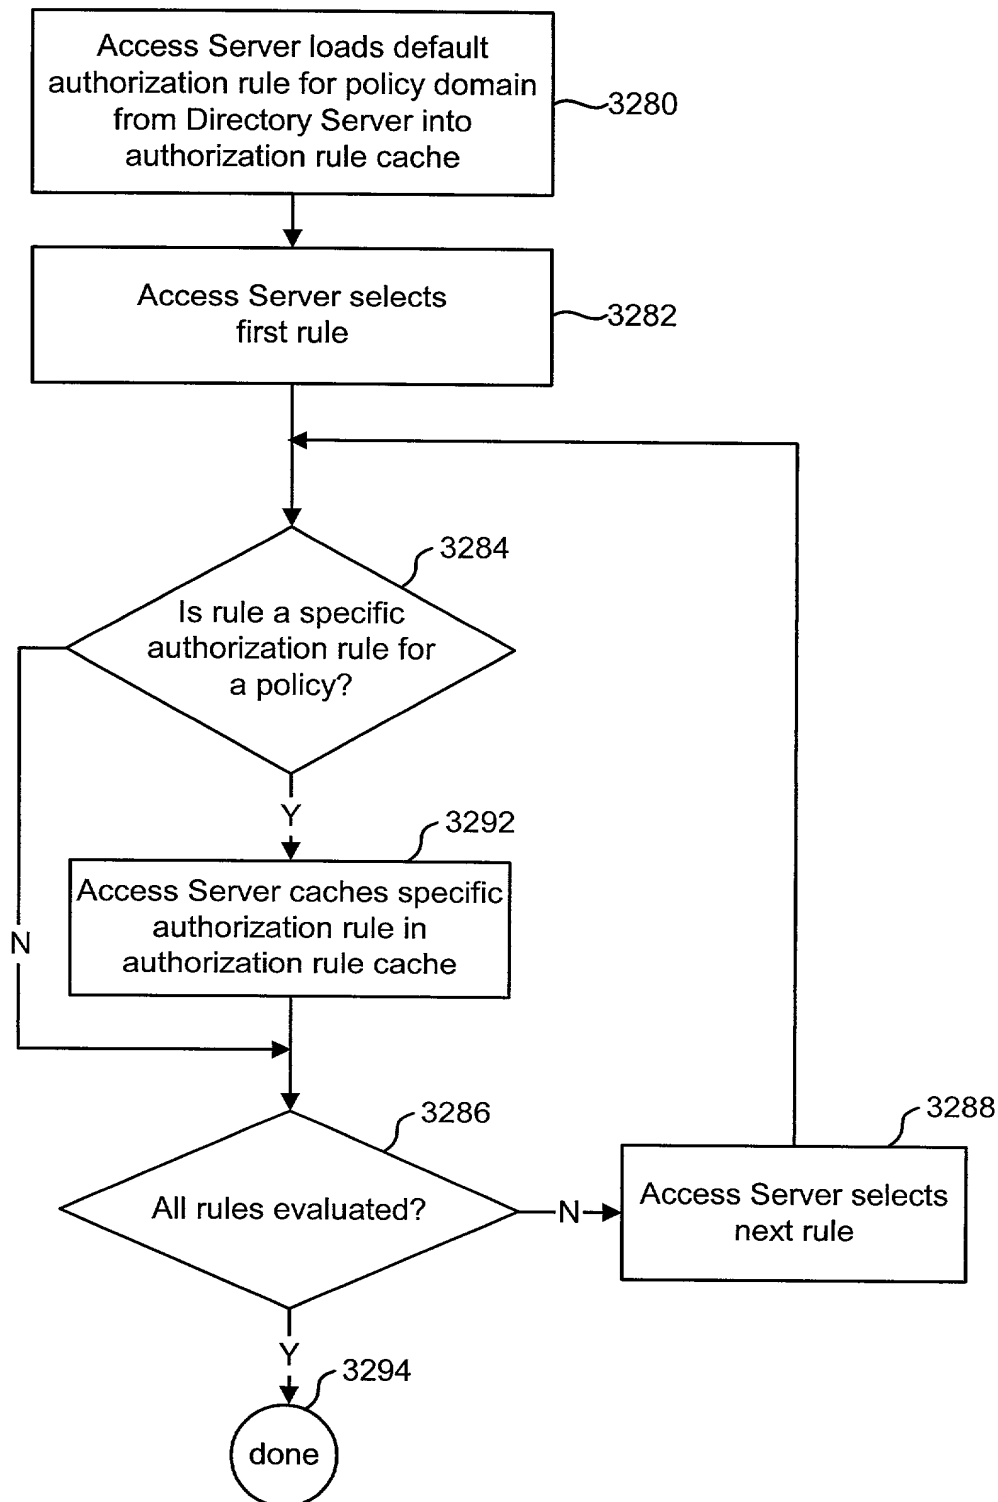 Access Server loads default
authorization rule for policy domain
from Directory Server into
authorization rule cache
3280
Access Server selects
first rule
3282
3284
Is rule a specific
authorization rule for
a policy?
Y
3292
Access Server caches specific
authorization rule in
authorization rule cache
N
3286
All rules evaluated?
N
3288
Access Server selects
next rule
Y
3294
done